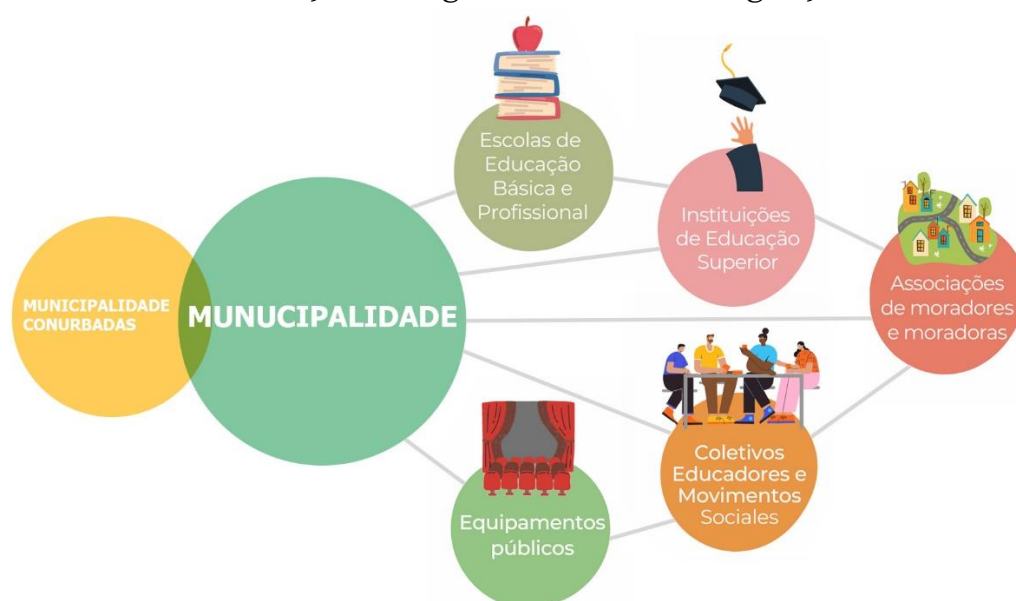 Escolas de
Educação
Básica e
Profissional
Instituições
de Educação
Superior
Associações
de moradores
e moradoras
MUNICIPALIDADE
CONURBADAS
MUNUCIPALIDADE
Coletivos
Educadores e
Movimentos
Sociales
Equipamentos
públicos